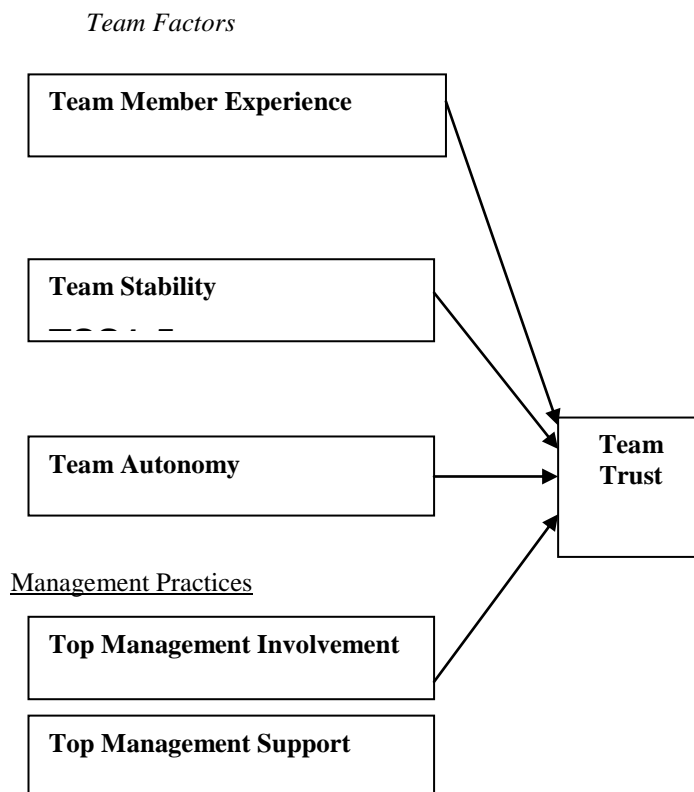 Team Factors
Team Member Experience
Team Stability
Team Autonomy
Team
Trust
Management Practices
Top Management Involvement
Top Management Support